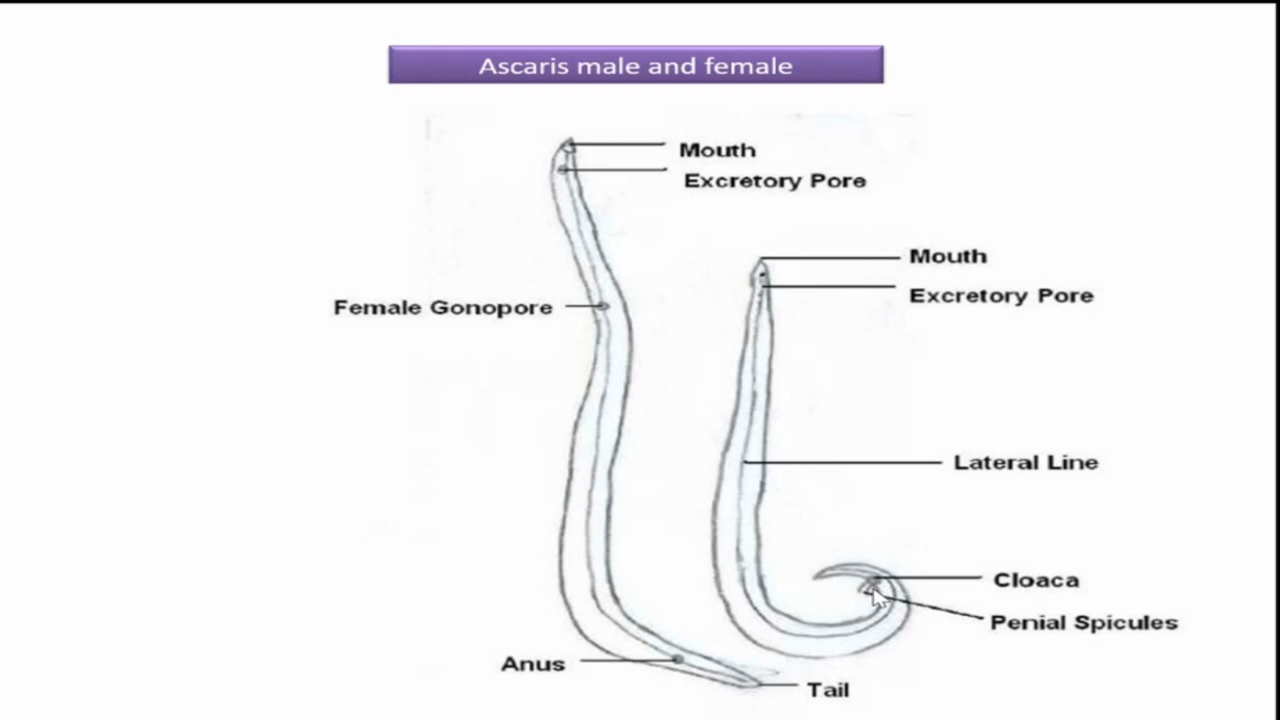 Ascaris male and female
Mouth
Excretory Pore
Mouth
Excretory Pore
Female Gonopore
Lateral Line
Cloaca
Penial Spicules
Anus
Tail